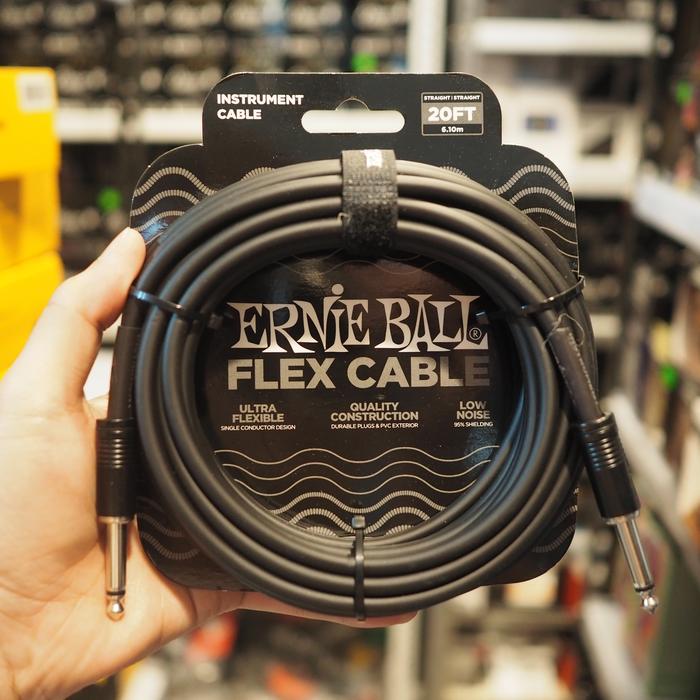 INSTRUMENT
CABLE
STRAIGHT / STRAIGHT
20FT
6.10m
ERNIE BALL®
FLEX CABLE
ULTRA
FLEXIBLE
SINGLE CONDUCTOR DESIGN
QUALITY
CONSTRUCTION
DURABLE PLUGS & PVC EXTERIOR
LOW
NOISE
95% SHIELDING